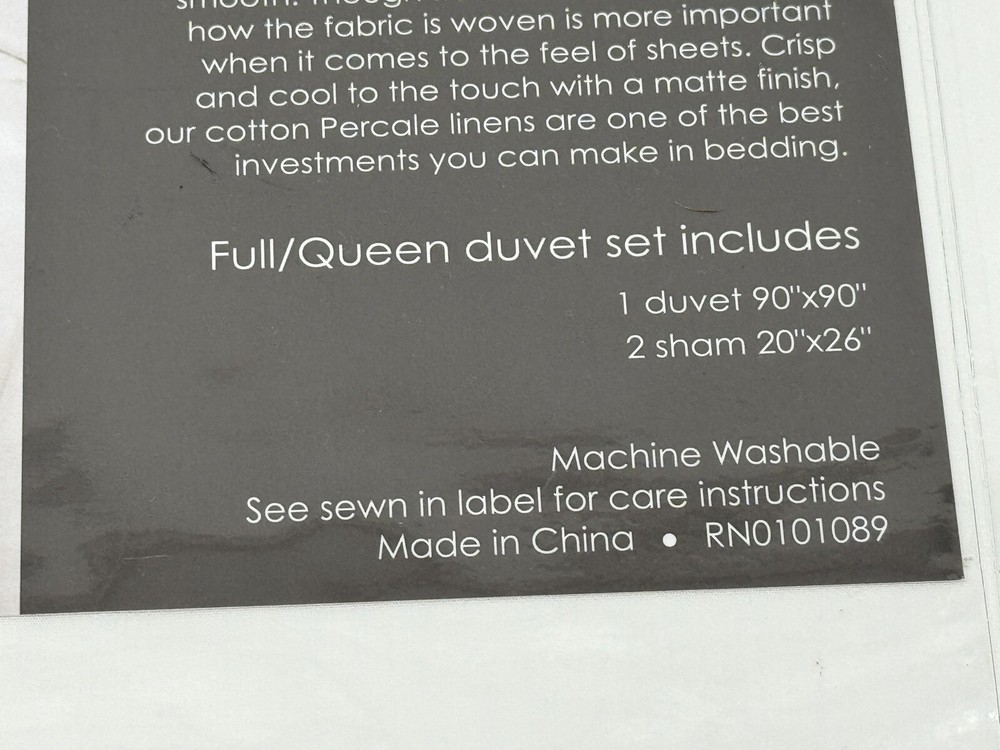 smooth. Though
how the fabric is woven is more important
when it comes to the feel of sheets. Crisp
and cool to the touch with a matte finish,
our cotton Percale linens are one of the best
investments you can make in bedding.
Full/Queen duvet set includes
1 duvet 90"x90"
2 sham 20"x26"
Machine Washable
See sewn in label for care instructions
Made in China • RN0101089